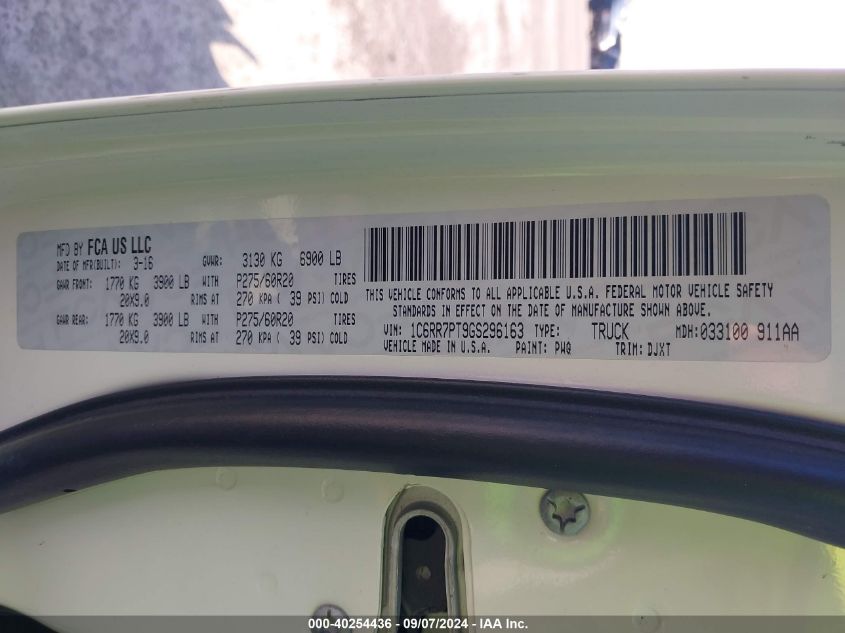 MFD BY FCA US LLC
DATE OF MFR(BUILT): 3-16 GVWR: 3130 KG 6900 LB
GAWR FRONT: 1770 KG 3900 LB WITH P275/60R20 TIRES
20X9.0 RIMS AT 270 KPA ( 39 PSI) COLD
GAWR REAR: 1770 KG 3900 LB WITH P275/60R20 TIRES
20X9.0 RIMS AT 270 KPA ( 39 PSI) COLD
THIS VEHICLE CONFORMS TO ALL APPLICABLE U.S.A. FEDERAL MOTOR VEHICLE SAFETY
STANDARDS IN EFFECT ON THE DATE OF MANUFACTURE SHOWN ABOVE.
VIN: 1C6RR7PT9GS296163 TYPE: TRUCK MDH: 033100 911AA
VEHICLE MADE IN U.S.A. PAINT: PWQ TRIM: DJXT
000-40254436 - 09/07/2024 - IAA Inc.